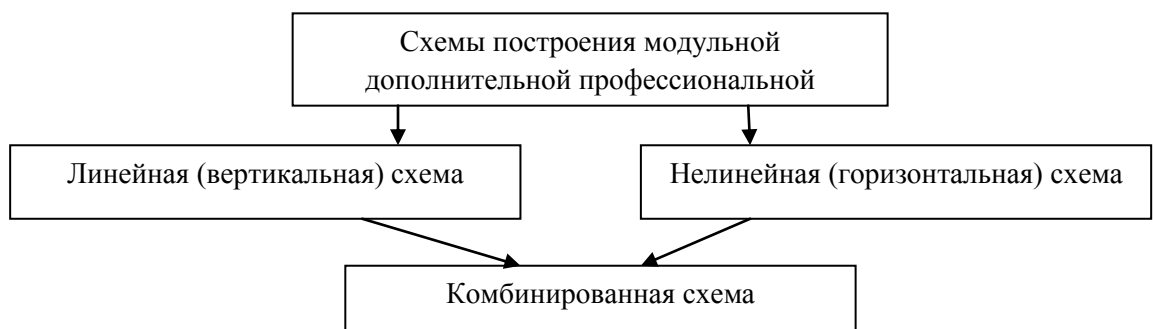 Схемы построения модульной
дополнительной профессиональной
Линейная (вертикальная) схема
Нелинейная (горизонтальная) схема
Комбинированная схема